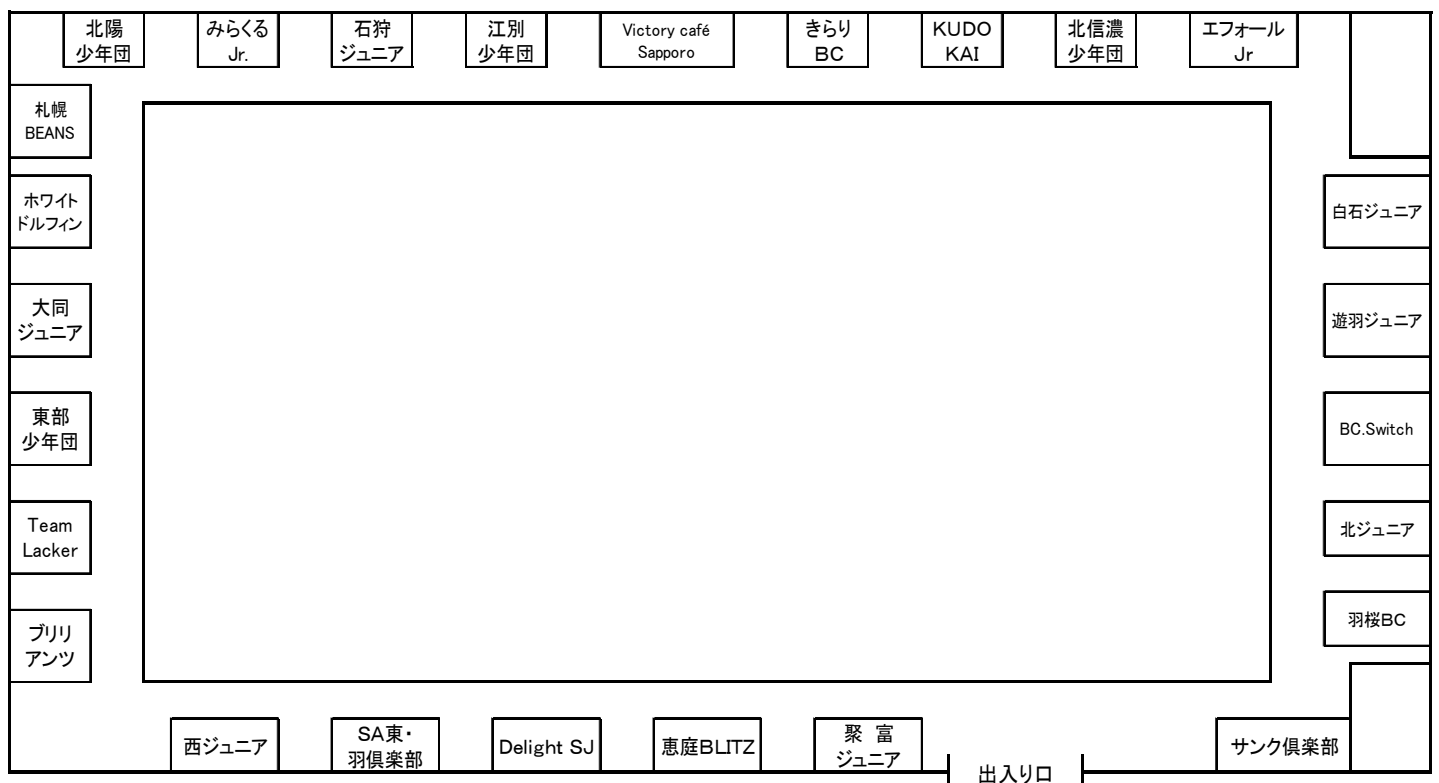 北陽
少年団
みらくる
Jr.
石狩
ジュニア
江別
少年団
Victory café
Sapporo
きらり
BC
KUDO
KAI
北信濃
少年団
エフォール
Jr
札幌
BEANS
ホワイト
ドルフィン
大同
ジュニア
東部
少年団
Team
Lacker
ブリリ
アンツ
白石ジュニア
遊羽ジュニア
BC.Switch
北ジュニア
羽桜BC
西ジュニア
SA東・
羽倶楽部
Delight SJ
恵庭BLITZ
聚 富
ジュニア
サンク倶楽部
出入り口